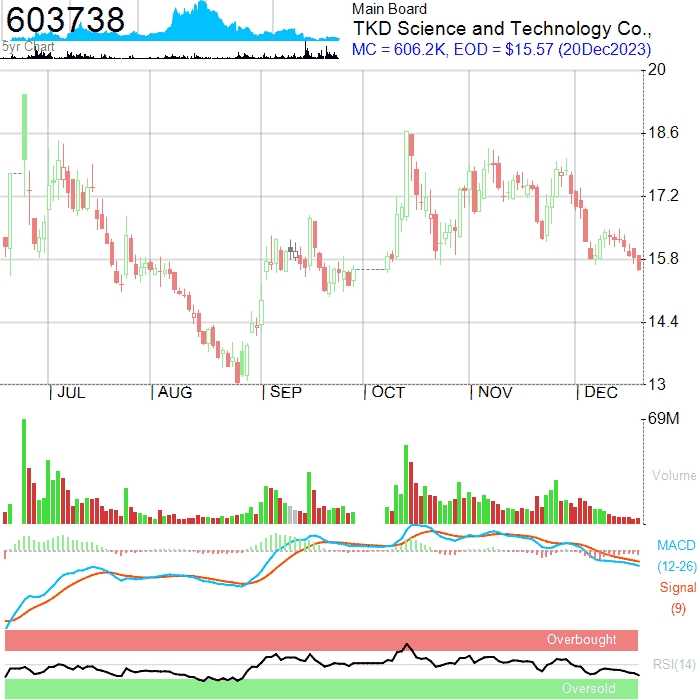 603738
5yr Chart
Main Board
TKD Science and Technology Co.,
MC = 606.2K, EOD = $15.57 (20Dec2023)
20
18.6
17.2
15.8
14.4
13
| JUL | AUG | SEP | OCT | NOV | DEC
69M
Volume
MACD
(12-26)
Signal
(9)
Overbought
RSI(14)
Oversold